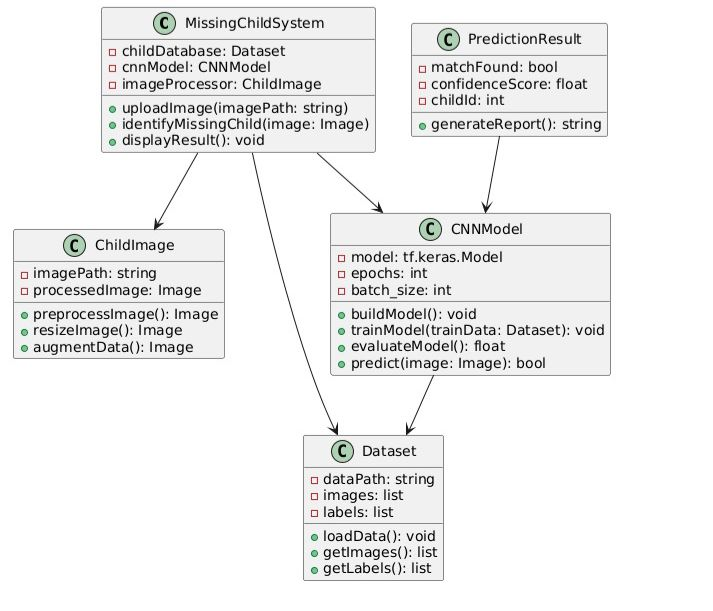 C MissingChildSystem
childDatabase: Dataset
cnnModel: CNNModel
imageProcessor: ChildImage
uploadImage(imagePath: string)
identifyMissingChild(image: Image)
displayResult(): void
C PredictionResult
matchFound: bool
confidenceScore: float
childId: int
generateReport(): string
C ChildImage
imagePath: string
processedImage: Image
preprocessImage(): Image
resizeImage(): Image
augmentData(): Image
C CNNModel
model: tf.keras.Model
epochs: int
batch_size: int
buildModel(): void
trainModel(trainData: Dataset): void
evaluateModel(): float
predict(image: Image): bool
C Dataset
dataPath: string
images: list
labels: list
loadData(): void
getImages(): list
getLabels(): list